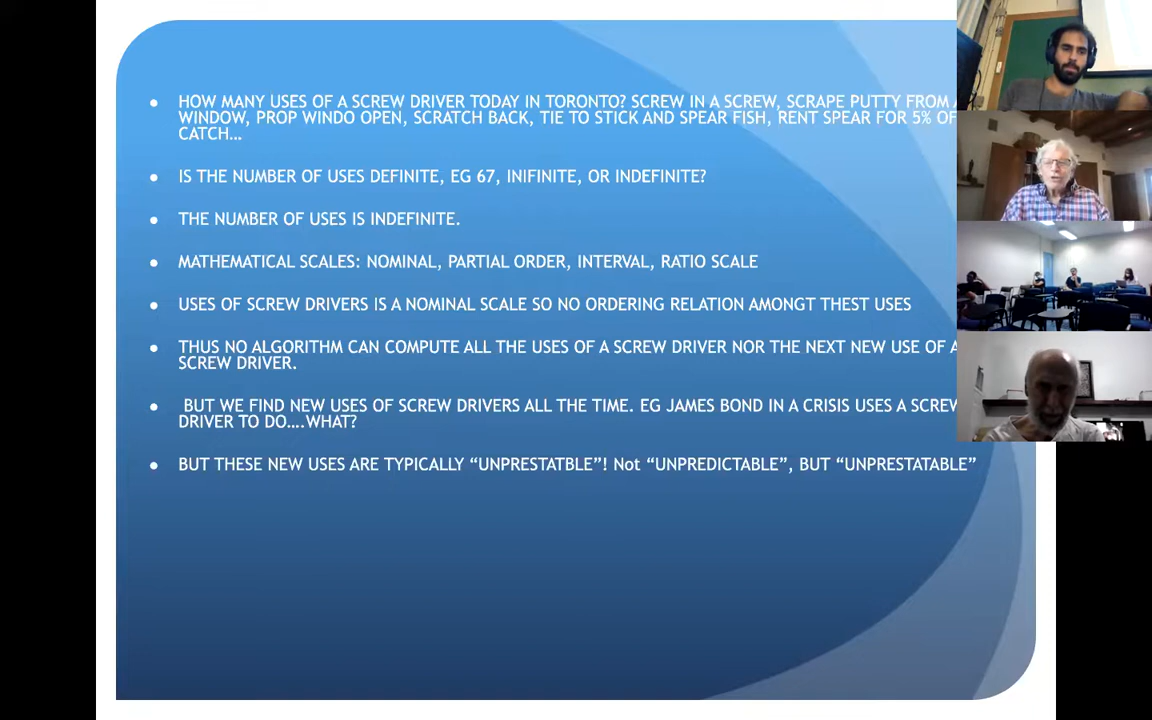 HOW MANY USES OF A SCREW DRIVER TODAY IN TORONTO? SCREW IN A SCREW, SCRAPE PUTTY FROM A
WINDOW, PROP WINDO OPEN, SCRATCH BACK, TIE TO STICK AND SPEAR FISH, RENT SPEAR FOR 5% OF
CATCH…
IS THE NUMBER OF USES DEFINITE, EG 67, INIFINITE, OR INDEFINITE?
THE NUMBER OF USES IS INDEFINITE.
MATHEMATICAL SCALES: NOMINAL, PARTIAL ORDER, INTERVAL, RATIO SCALE
USES OF SCREW DRIVERS IS A NOMINAL SCALE SO NO ORDERING RELATION AMONGT THEST USES
THUS NO ALGORITHM CAN COMPUTE ALL THE USES OF A SCREW DRIVER NOR THE NEXT NEW USE OF A
SCREW DRIVER.
BUT WE FIND NEW USES OF SCREW DRIVERS ALL THE TIME. EG JAMES BOND IN A CRISIS USES A SCREW
DRIVER TO DO….WHAT?
BUT THESE NEW USES ARE TYPICALLY “UNPRESTATBLE”! Not “UNPREDICTABLE”, BUT “UNPRESTATABLE”